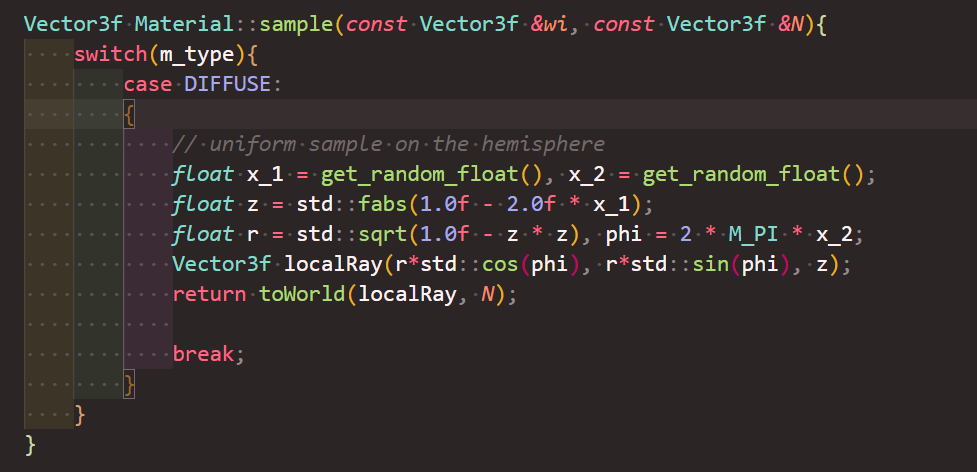 Vector3f Material::sample(const Vector3f &wi, const Vector3f &N){
    switch(m_type){
        case DIFFUSE:
        {
            // uniform sample on the hemisphere
            float x_1 = get_random_float(), x_2 = get_random_float();
            float z = std::fabs(1.0f - 2.0f * x_1);
            float r = std::sqrt(1.0f - z * z), phi = 2 * M_PI * x_2;
            Vector3f localRay(r*std::cos(phi), r*std::sin(phi), z);
            return toWorld(localRay, N);

            break;
        }
    }
}